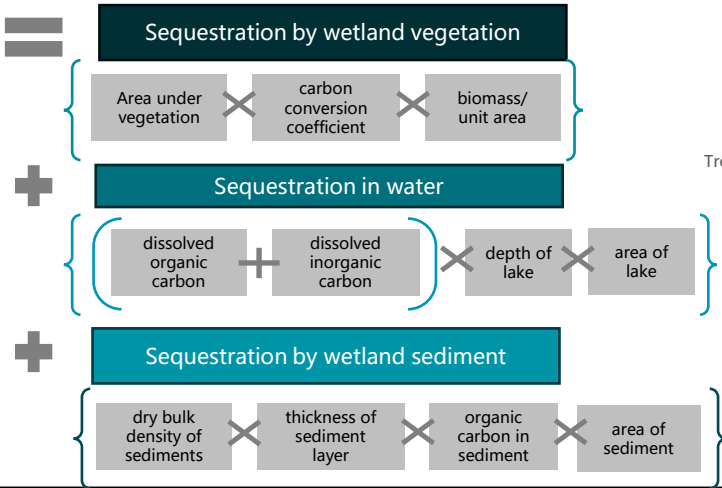 Sequestration by wetland vegetation
Area under
vegetation
carbon
conversion
coefficient
biomass/
unit area
Tro
Sequestration in water
dissolved
organic
carbon
dissolved
inorganic
carbon
depth of
lake
area of
lake
Sequestration by wetland sediment
dry bulk
density of
sediments
thickness of
sediment
layer
organic
carbon in
sediment
area of
sediment